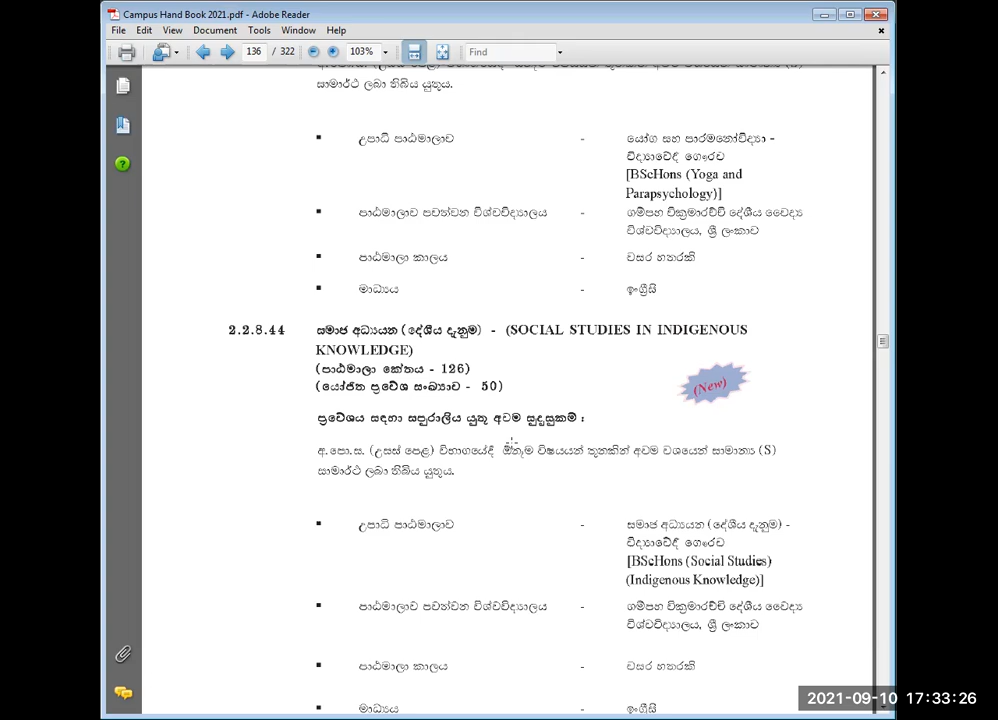 Campus Hand Book 2021.pdf - Adobe Reader
File Edit View Document Tools Window Help
136 / 322 103% Find
සාමාර්ථ ලබා තිබිය යුතුය.
▪ උපාධි පාඨමාලාව - යෝග සහ පාරමනෝවිද්‍යා -
විද්‍යාවේදී ගෞරව
[BScHons (Yoga and
Parapsychology)]
▪ පාඨමාලාව පවත්වන විශ්වවිද්‍යාලය - ගම්පහ වික්‍රමාරච්චි දේශීය වෛද්‍ය
විශ්වවිද්‍යාලය, ශ්‍රී ලංකාව
▪ පාඨමාලා කාලය - වසර හතරකි
▪ මාධ්‍යය - ඉංග්‍රීසි
2.2.8.44 සමාජ අධ්‍යයන (දේශීය දැනුම) - (SOCIAL STUDIES IN INDIGENOUS
KNOWLEDGE)
(පාඨමාලා කේතය - 126)
(යෝජිත ප්‍රවේශ සංඛ්‍යාව - 50)
(New)
ප්‍රවේශය සඳහා සපුරාලිය යුතු අවම සුදුසුකම් :
අ.පො.ස. (උසස් පෙළ) විභාගයේදී ඕනෑම විෂයයන් තුනකින් අවම වශයෙන් සාමාන්‍ය (S)
සාමාර්ථ ලබා තිබිය යුතුය.
▪ උපාධි පාඨමාලාව - සමාජ අධ්‍යයන (දේශීය දැනුම) -
විද්‍යාවේදී ගෞරව
[BScHons (Social Studies)
(Indigenous Knowledge)]
▪ පාඨමාලාව පවත්වන විශ්වවිද්‍යාලය - ගම්පහ වික්‍රමාරච්චි දේශීය වෛද්‍ය
විශ්වවිද්‍යාලය, ශ්‍රී ලංකාව
▪ පාඨමාලා කාලය - වසර හතරකි
▪ මාධ්‍යය - ඉංග්‍රීසි
2021-09-10 17:33:26